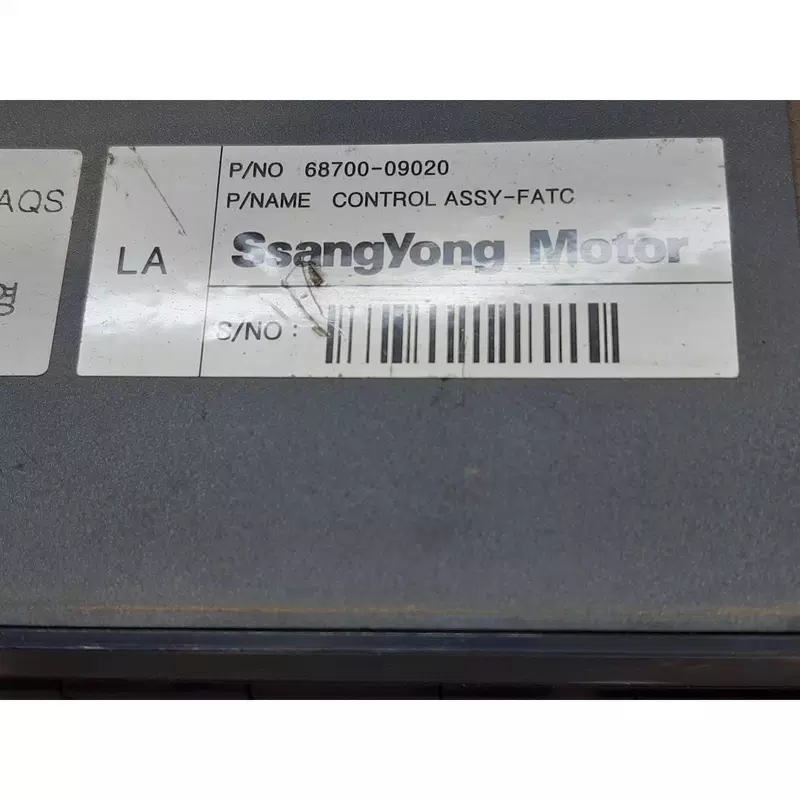 AQS
P/NO 68700-09020
P/NAME CONTROL ASSY-FATC
LA
SsangYong Motor
S/NO :